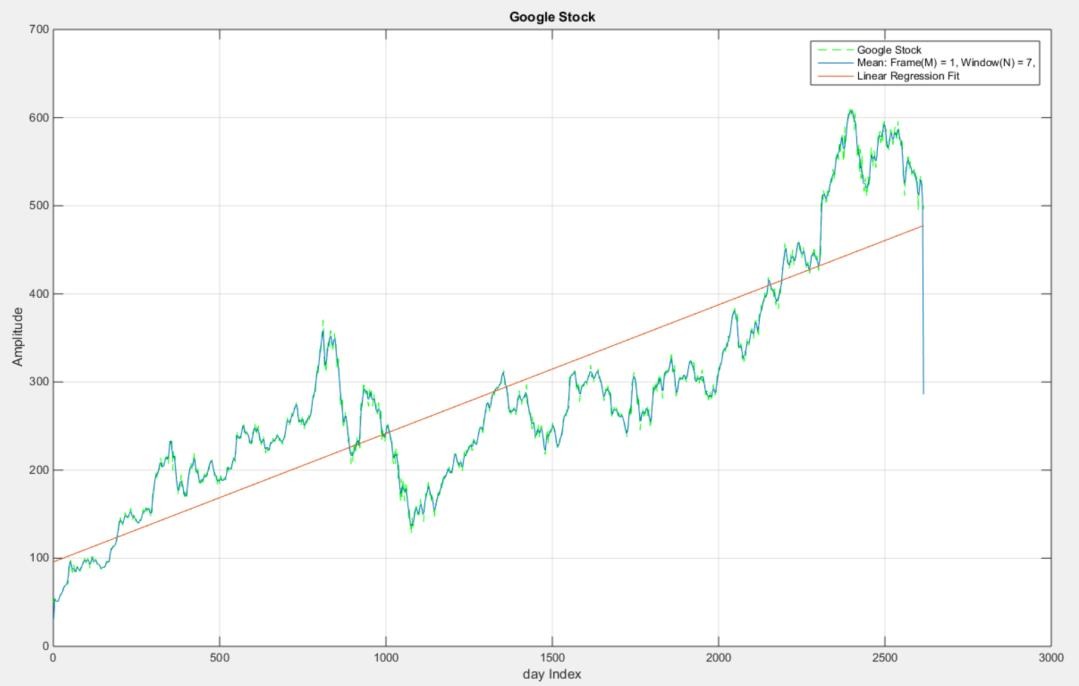 Google Stock
700
600
500
400
300
200
100
0
Amplitude
Google Stock
Mean: Frame(M) = 1, Window(N) = 7,
Linear Regression Fit
0 500 1000 1500 2000 2500 3000
day Index